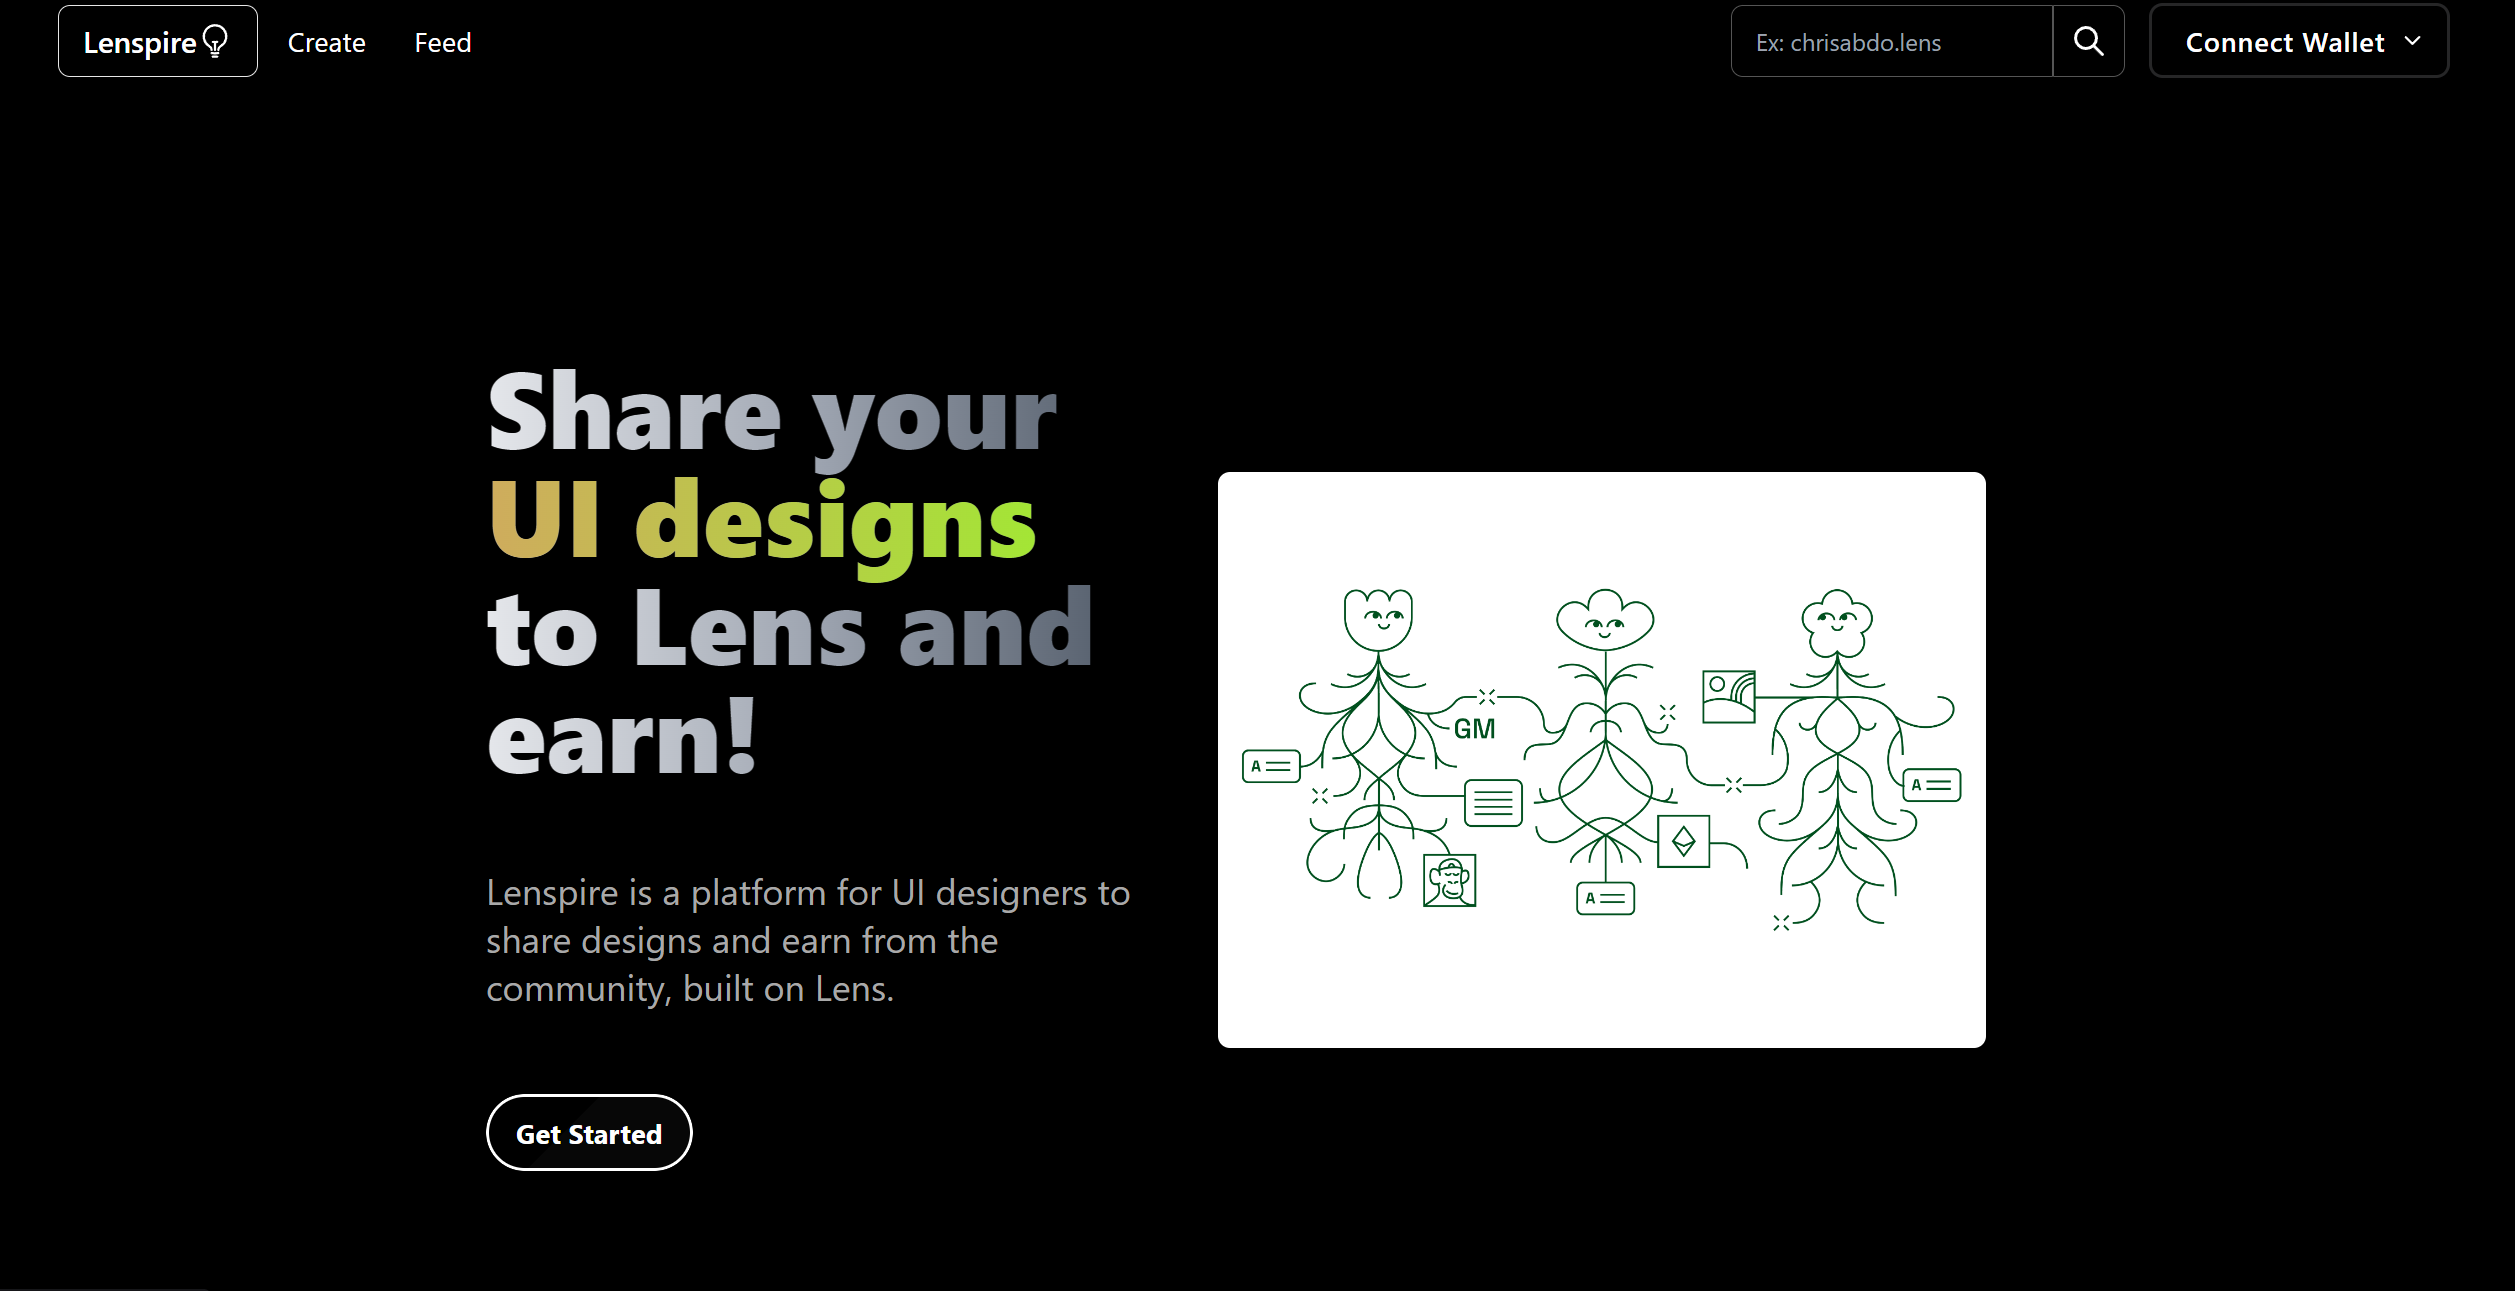 Lenspire
Create
Feed
Ex: chrisabdo.lens
Connect Wallet
Share your
UI designs
to Lens and
earn!
Lenspire is a platform for UI designers to
share designs and earn from the
community, built on Lens.
Get Started
GM
A
A
A